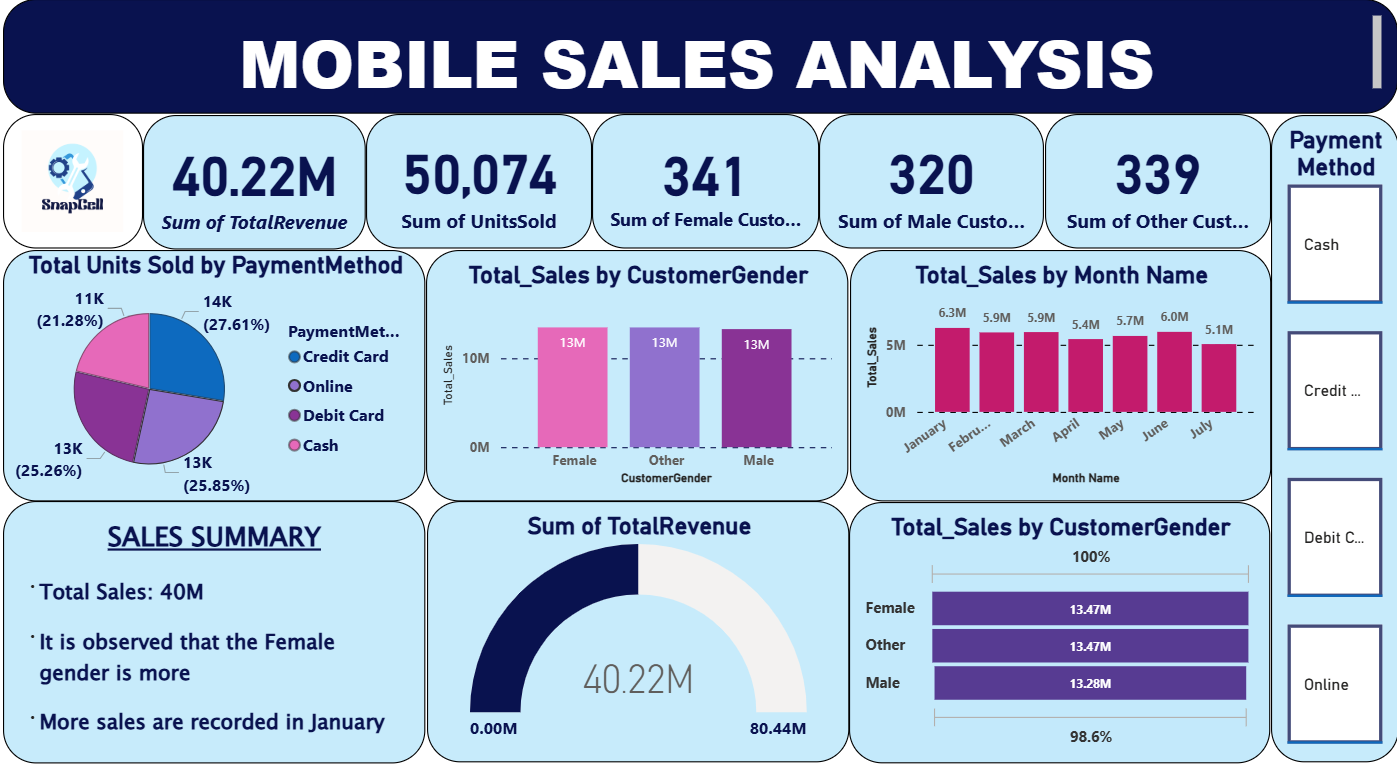 MOBILE SALES ANALYSIS
SnapCell
40.22M
Sum of TotalRevenue
50,074
Sum of UnitsSold
341
Sum of Female Custo...
320
Sum of Male Custo...
339
Sum of Other Cust...
Payment
Method
Cash
Credit ...
Debit C...
Online
Total Units Sold by PaymentMethod
11K
(21.28%)
14K
(27.61%)
13K
(25.26%)
13K
(25.85%)
PaymentMet...
Credit Card
Online
Debit Card
Cash
Total_Sales by CustomerGender
Total_Sales
10M
0M
13M
13M
13M
Female
Other
Male
CustomerGender
Total_Sales by Month Name
Total_Sales
5M
0M
6.3M
5.9M
5.9M
5.4M
5.7M
6.0M
5.1M
January
Febru...
March
April
May
June
July
Month Name
SALES SUMMARY
· Total Sales: 40M
· It is observed that the Female
gender is more
· More sales are recorded in January
Sum of TotalRevenue
40.22M
0.00M
80.44M
Total_Sales by CustomerGender
100%
Female
13.47M
Other
13.47M
Male
13.28M
98.6%